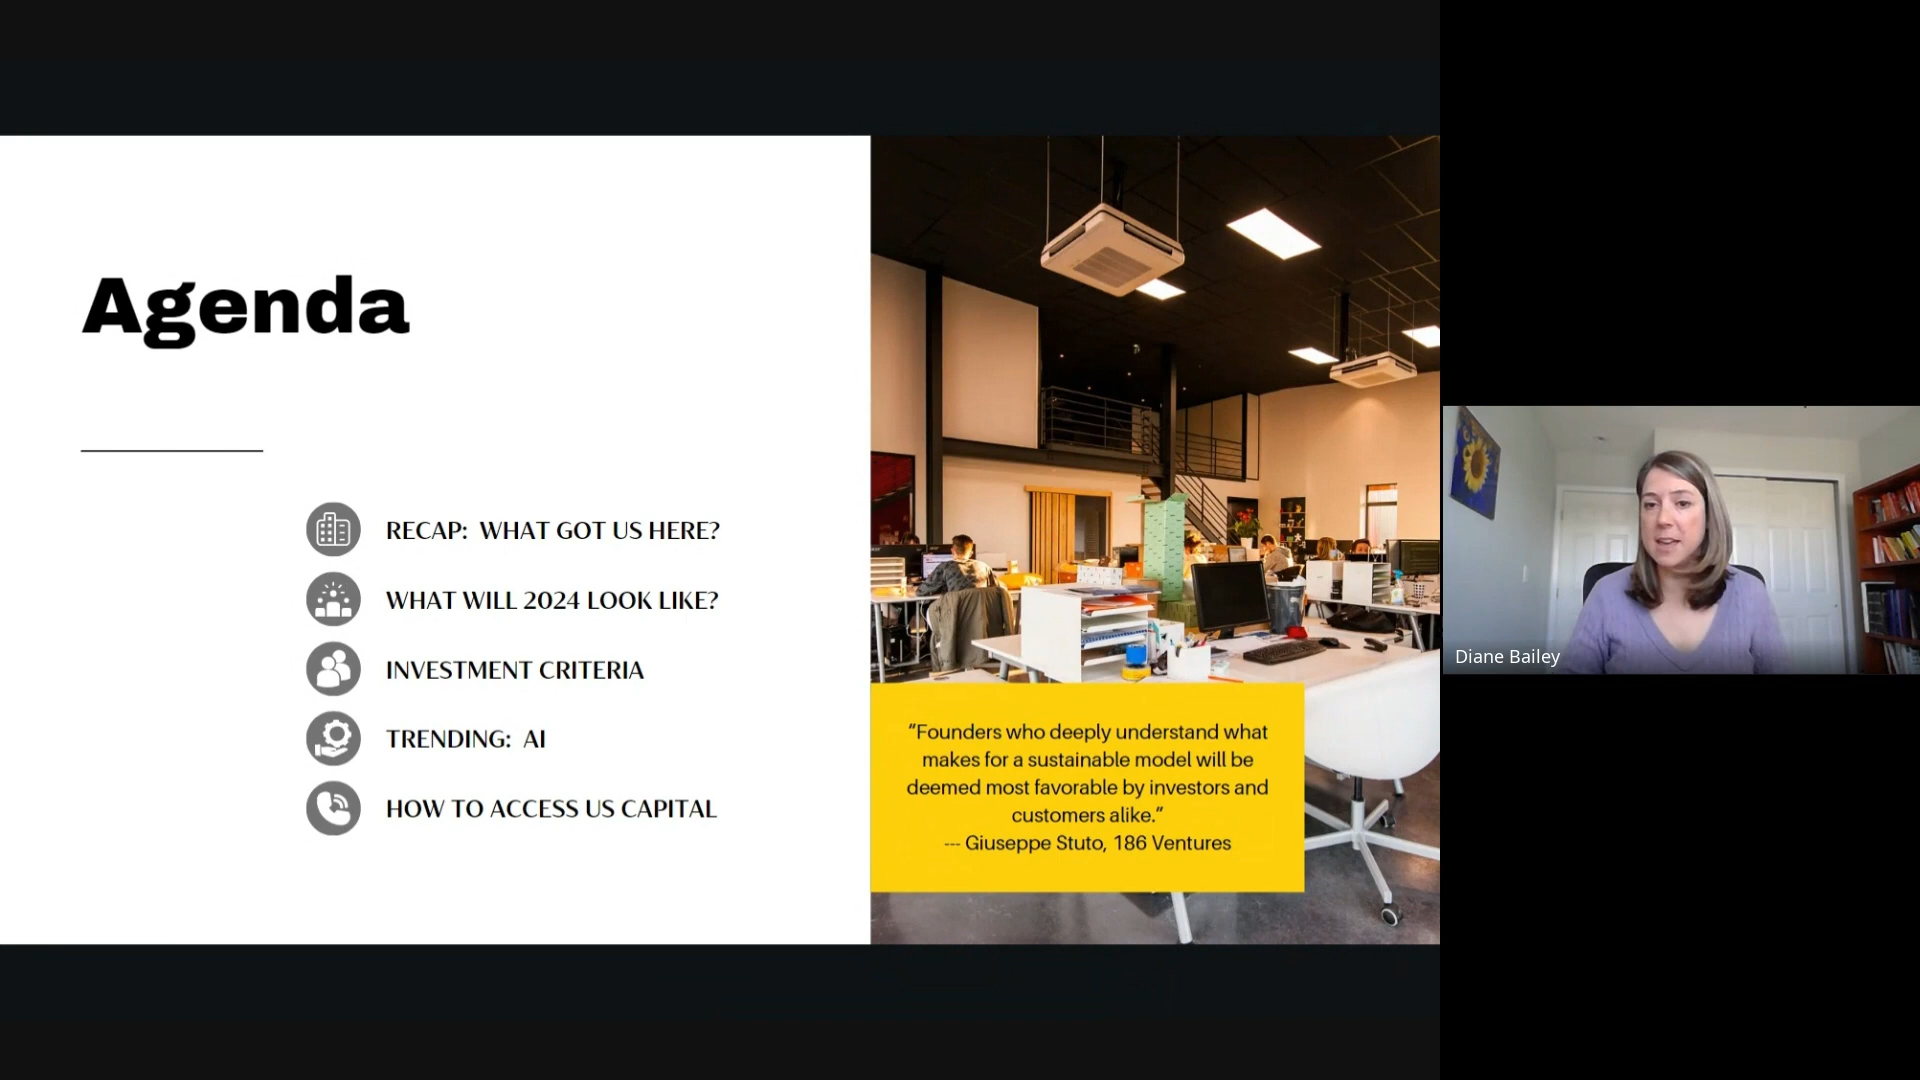 Agenda
RECAP:  WHAT GOT US HERE?
WHAT WILL 2024 LOOK LIKE?
INVESTMENT CRITERIA
TRENDING:  AI
HOW TO ACCESS US CAPITAL
“Founders who deeply understand what
makes for a sustainable model will be
deemed most favorable by investors and
customers alike.”
--- Giuseppe Stuto, 186 Ventures
Diane Bailey